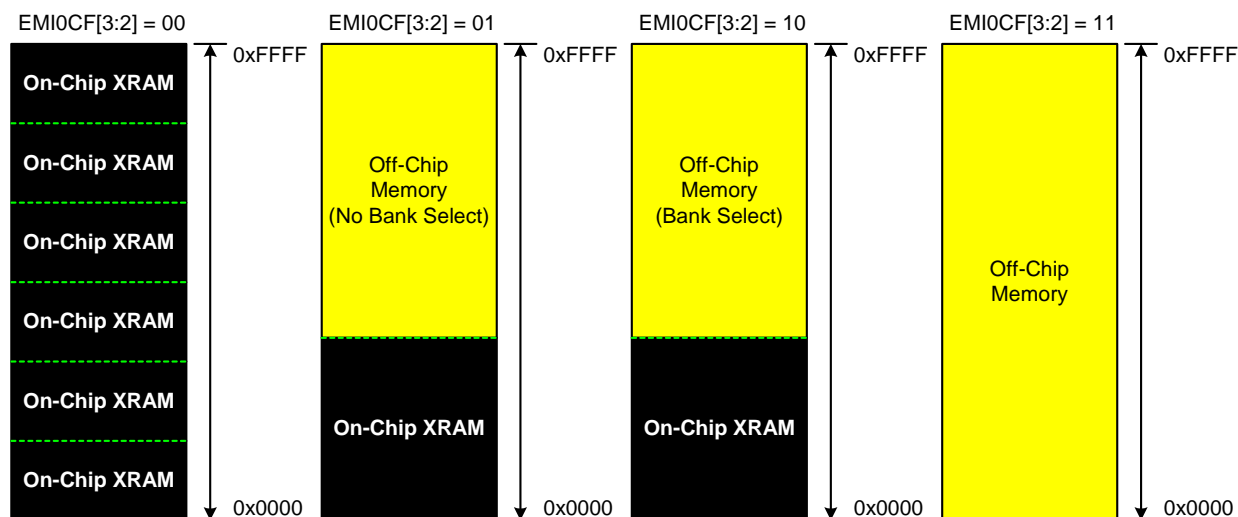 EMI0CF[3:2] = 00
0xFFFF
On-Chip XRAM
On-Chip XRAM
On-Chip XRAM
On-Chip XRAM
On-Chip XRAM
On-Chip XRAM
0x0000
EMI0CF[3:2] = 01
0xFFFF
Off-Chip
Memory
(No Bank Select)
On-Chip XRAM
0x0000
EMI0CF[3:2] = 10
0xFFFF
Off-Chip
Memory
(Bank Select)
On-Chip XRAM
0x0000
EMI0CF[3:2] = 11
0xFFFF
Off-Chip
Memory
0x0000